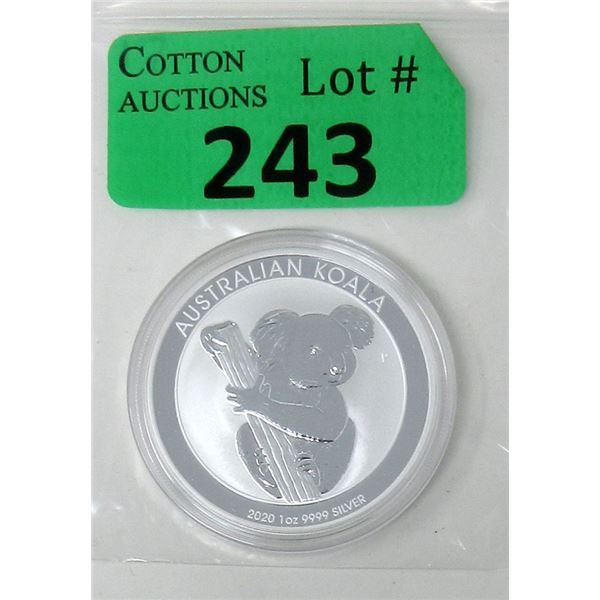 COTTON
AUCTIONS
Lot #
243
AUSTRALIAN KOALA
2020 1oz 9999 SILVER